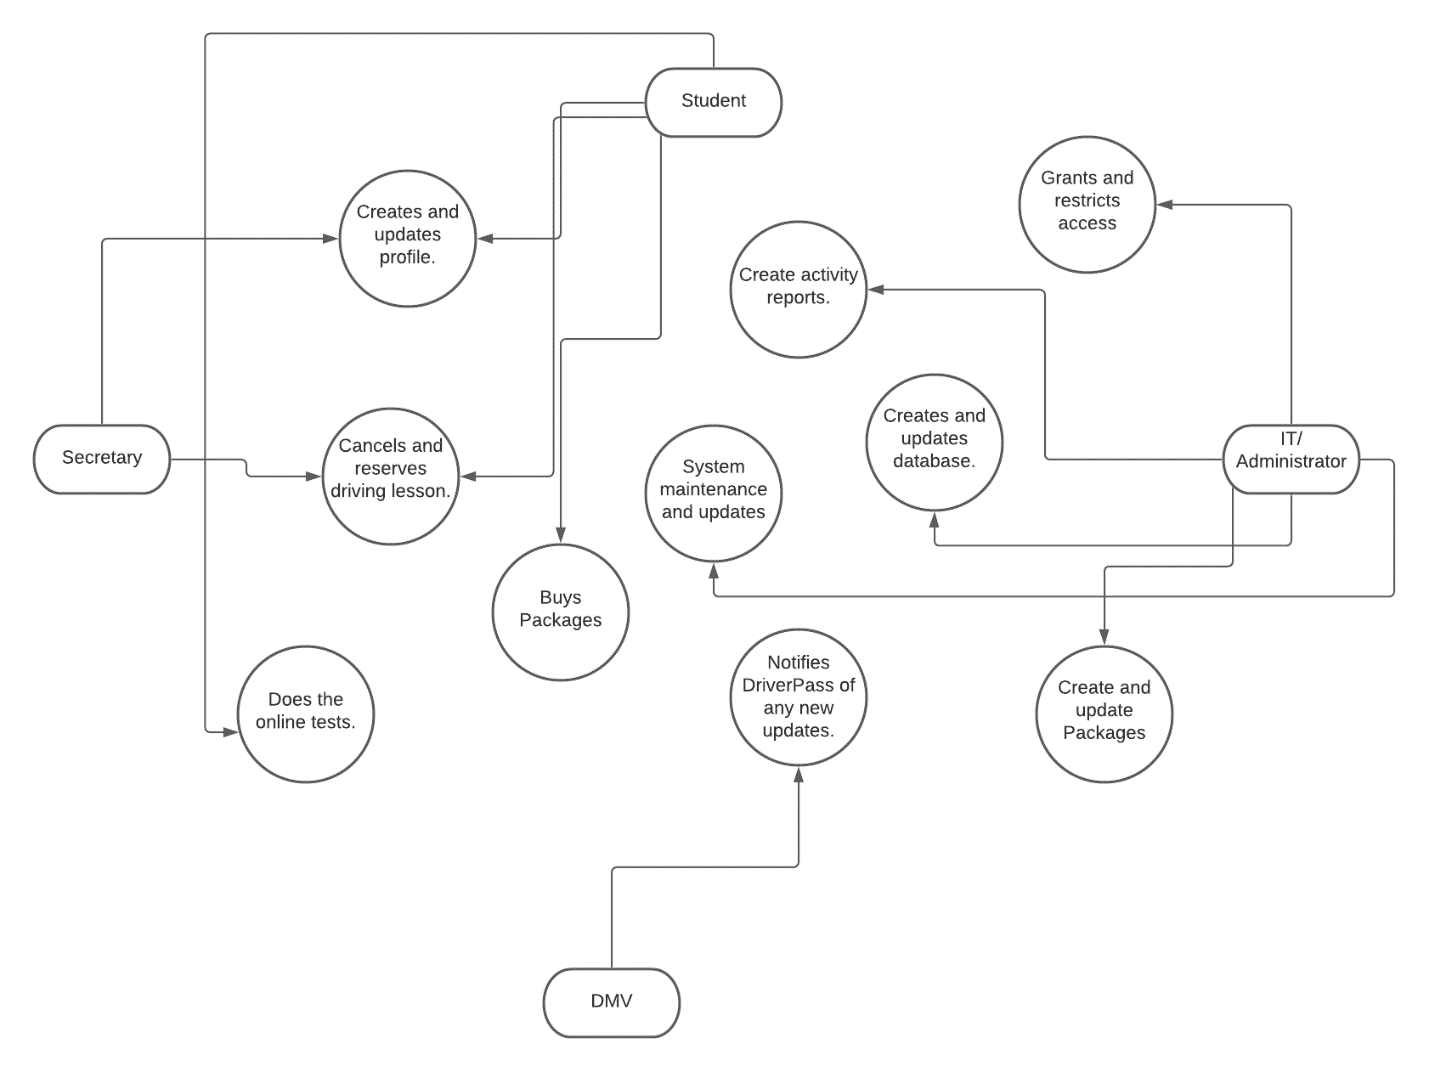 Student
Grants and
restricts
access
Creates and
updates
profile.
Create activity
reports.
Creates and
updates
database.
IT/
Administrator
Secretary
Cancels and
reserves
driving lesson.
System
maintenance
and updates
Buys
Packages
Notifies
DriverPass of
any new
updates.
Create and
update
Packages
Does the
online tests.
DMV